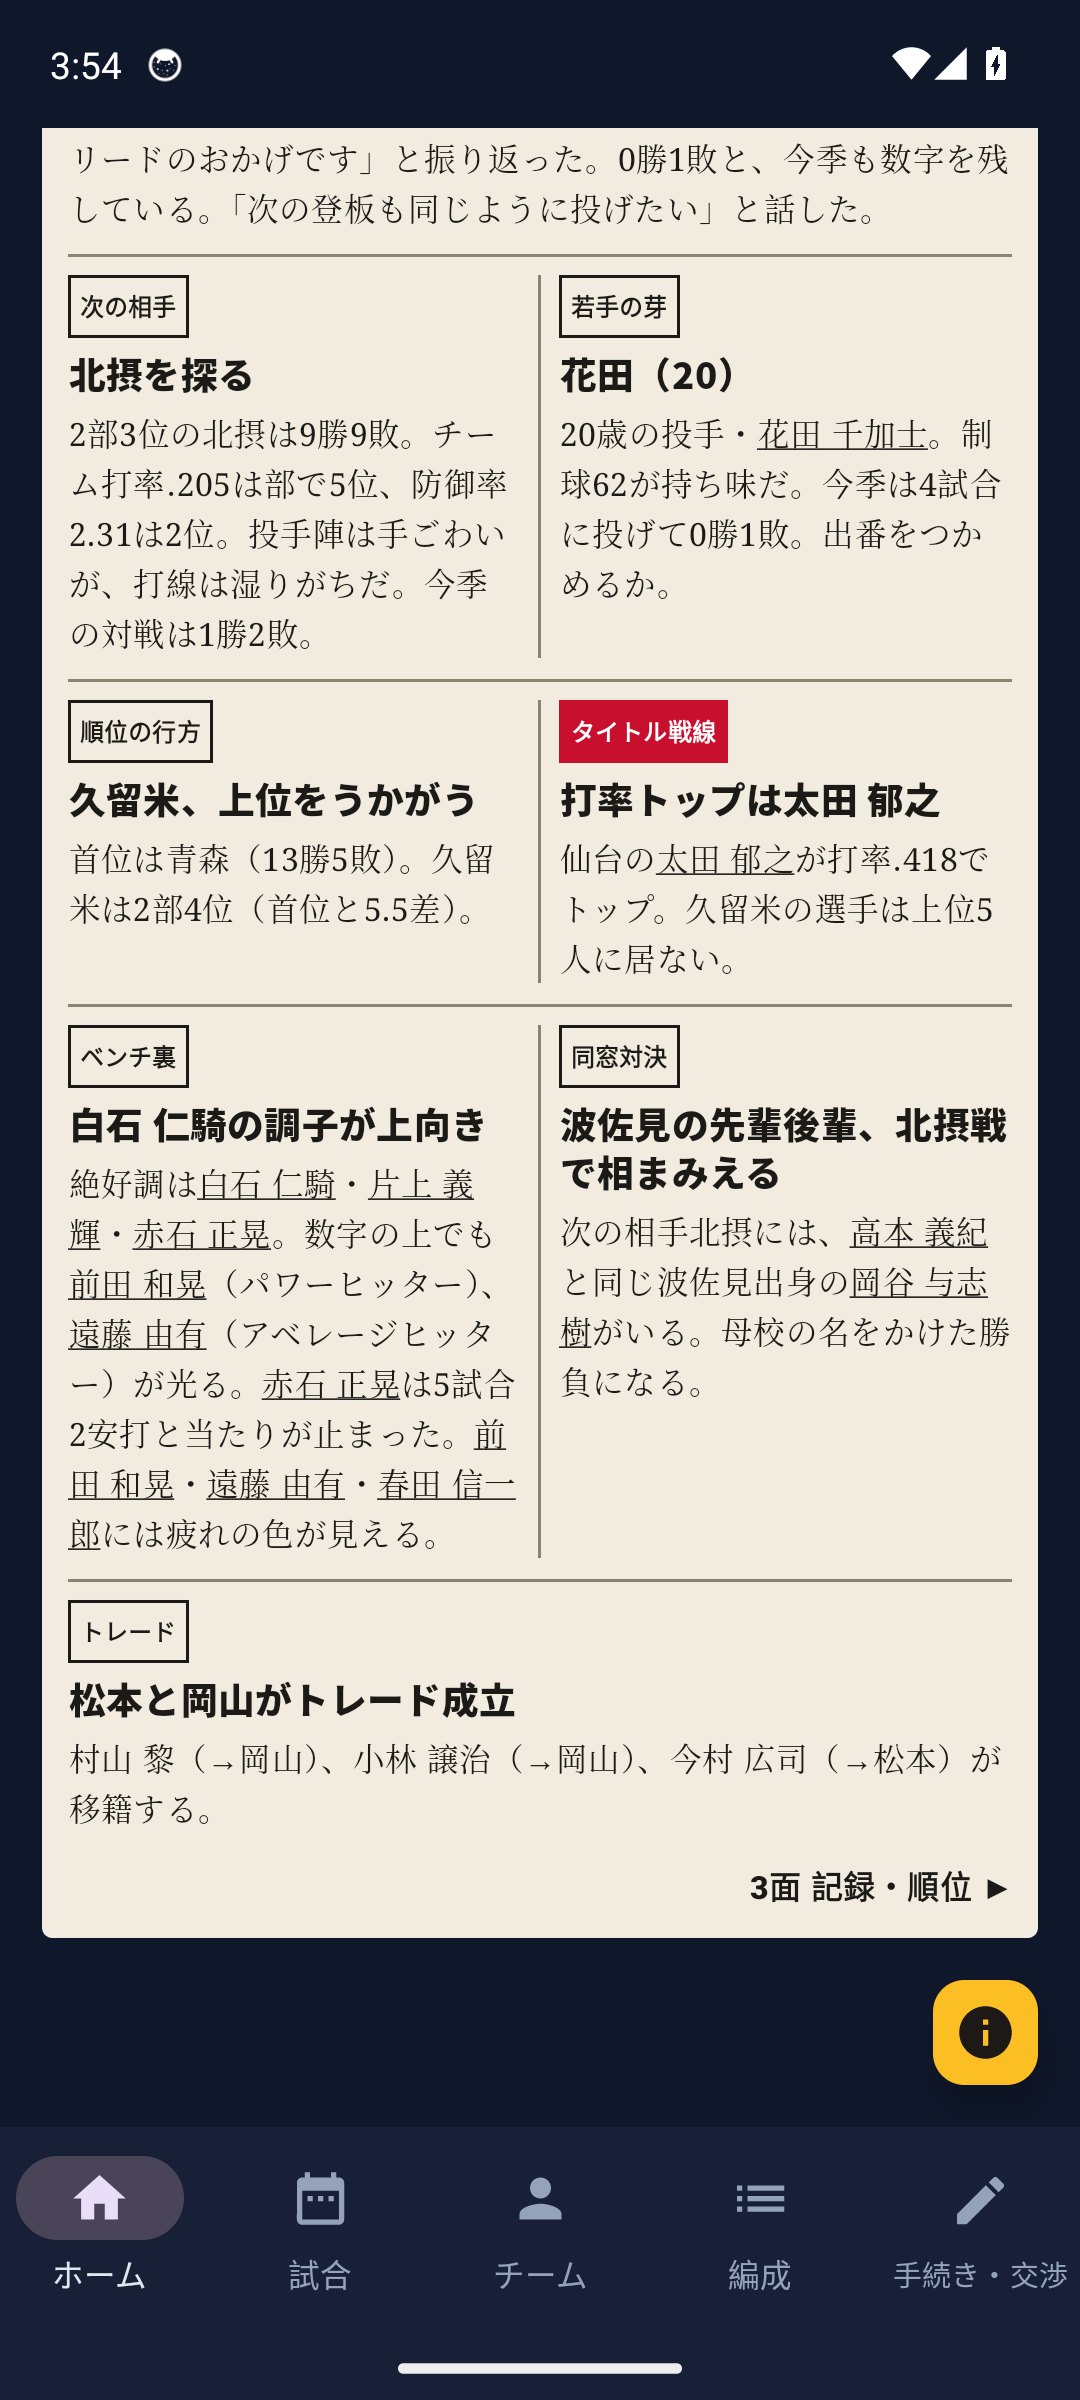 3:54
リードのおかげです」と振り返った。0勝1敗と、今季も数字を残
している。「次の登板も同じように投げたい」と話した。
次の相手
北摂を探る
2部3位の北摂は9勝9敗。チー
ム打率.205は部で5位、防御率
2.31は2位。投手陣は手ごわい
が、打線は湿りがちだ。今季
の対戦は1勝2敗。
若手の芽
花田（20）
20歳の投手・花田 千加士。制
球62が持ち味だ。今季は4試合
に投げて0勝1敗。出番をつか
めるか。
順位の行方
久留米、上位をうかがう
首位は青森（13勝5敗）。久留
米は2部4位（首位と5.5差）。
タイトル戦線
打率トップは太田 郁之
仙台の太田 郁之が打率.418で
トップ。久留米の選手は上位5
人に居ない。
ベンチ裏
白石 仁騎の調子が上向き
絶好調は白石 仁騎・片上 義
輝・赤石 正晃。数字の上でも
前田 和晃（パワーヒッター）、
遠藤 由有（アベレージヒッタ
ー）が光る。赤石 正晃は5試合
2安打と当たりが止まった。前
田 和晃・遠藤 由有・春田 信一
郎には疲れの色が見える。
同窓対決
波佐見の先輩後輩、北摂戦
で相まみえる
次の相手北摂には、高本 義紀
と同じ波佐見出身の岡谷 与志
樹がいる。母校の名をかけた勝
負になる。
トレード
松本と岡山がトレード成立
村山 黎（→岡山）、小林 譲治（→岡山）、今村 広司（→松本）が
移籍する。
3面 記録・順位 ▶
ホーム
試合
チーム
編成
手続き・交渉